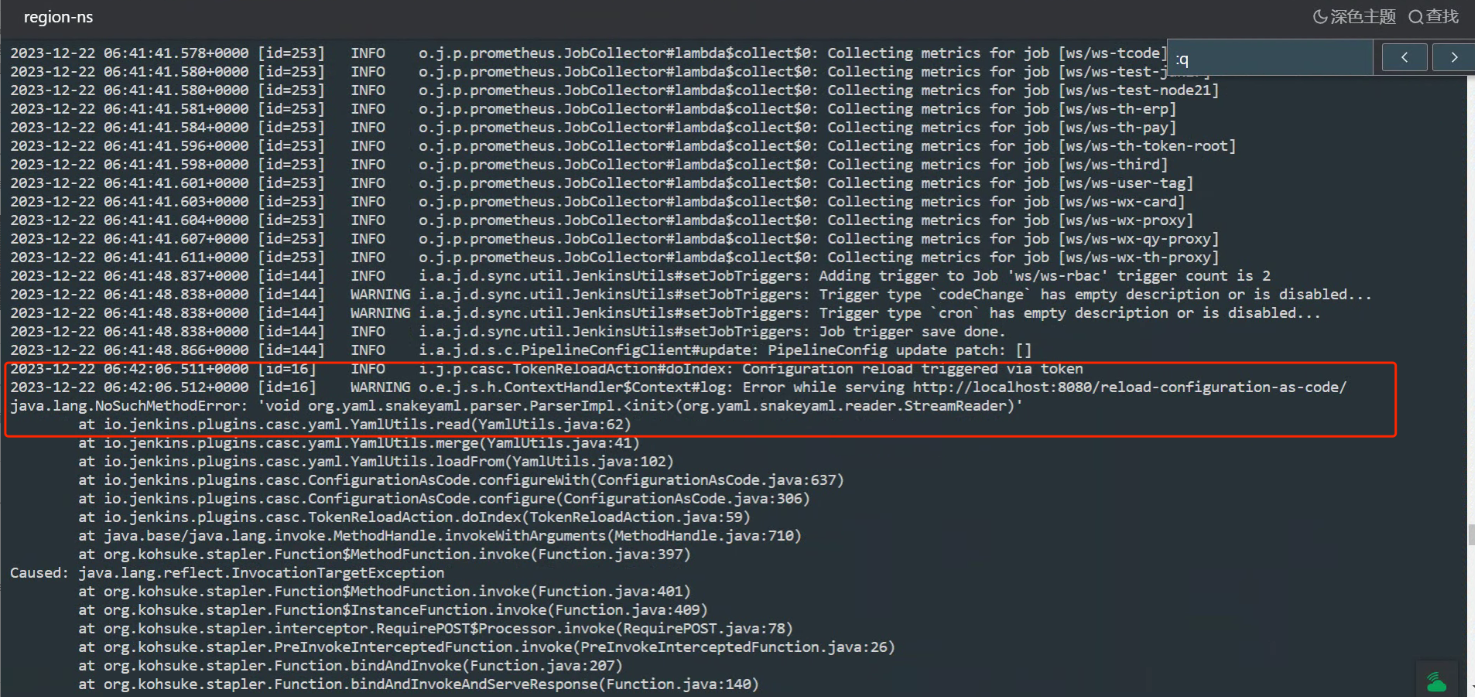 region-ns
深色主题 查找
:q
2023-12-22 06:41:41.578+0000 [id=253] INFO o.j.p.prometheus.JobCollector#lambda$collect$0: Collecting metrics for job [ws/ws-tcode]
2023-12-22 06:41:41.580+0000 [id=253] INFO o.j.p.prometheus.JobCollector#lambda$collect$0: Collecting metrics for job
2023-12-22 06:41:41.580+0000 [id=253] INFO o.j.p.prometheus.JobCollector#lambda$collect$0: Collecting metrics for job [ws/ws-test-node21]
2023-12-22 06:41:41.581+0000 [id=253] INFO o.j.p.prometheus.JobCollector#lambda$collect$0: Collecting metrics for job [ws/ws-th-erp]
2023-12-22 06:41:41.584+0000 [id=253] INFO o.j.p.prometheus.JobCollector#lambda$collect$0: Collecting metrics for job [ws/ws-th-pay]
2023-12-22 06:41:41.596+0000 [id=253] INFO o.j.p.prometheus.JobCollector#lambda$collect$0: Collecting metrics for job [ws/ws-th-token-root]
2023-12-22 06:41:41.598+0000 [id=253] INFO o.j.p.prometheus.JobCollector#lambda$collect$0: Collecting metrics for job [ws/ws-third]
2023-12-22 06:41:41.601+0000 [id=253] INFO o.j.p.prometheus.JobCollector#lambda$collect$0: Collecting metrics for job [ws/ws-user-tag]
2023-12-22 06:41:41.603+0000 [id=253] INFO o.j.p.prometheus.JobCollector#lambda$collect$0: Collecting metrics for job [ws/ws-wx-card]
2023-12-22 06:41:41.604+0000 [id=253] INFO o.j.p.prometheus.JobCollector#lambda$collect$0: Collecting metrics for job [ws/ws-wx-proxy]
2023-12-22 06:41:41.607+0000 [id=253] INFO o.j.p.prometheus.JobCollector#lambda$collect$0: Collecting metrics for job [ws/ws-wx-qy-proxy]
2023-12-22 06:41:41.611+0000 [id=253] INFO o.j.p.prometheus.JobCollector#lambda$collect$0: Collecting metrics for job [ws/ws-wx-th-proxy]
2023-12-22 06:41:48.837+0000 [id=144] INFO i.a.j.d.sync.util.JenkinsUtils#setJobTriggers: Adding trigger to Job 'ws/ws-rbac' trigger count is 2
2023-12-22 06:41:48.838+0000 [id=144] WARNING i.a.j.d.sync.util.JenkinsUtils#setJobTriggers: Trigger type `codeChange` has empty description or is disabled...
2023-12-22 06:41:48.838+0000 [id=144] WARNING i.a.j.d.sync.util.JenkinsUtils#setJobTriggers: Trigger type `cron` has empty description or is disabled...
2023-12-22 06:41:48.838+0000 [id=144] INFO i.a.j.d.sync.util.JenkinsUtils#setJobTriggers: Job trigger save done.
2023-12-22 06:41:48.866+0000 [id=144] INFO i.a.j.d.s.c.PipelineConfigClient#update: PipelineConfig update patch: []
2023-12-22 06:42:06.511+0000 [id=16] INFO i.j.p.casc.TokenReloadAction#doIndex: Configuration reload triggered via token
2023-12-22 06:42:06.512+0000 [id=16] WARNING o.e.j.s.h.ContextHandler$Context#log: Error while serving http://localhost:8080/reload-configuration-as-code/
java.lang.NoSuchMethodError: 'void org.yaml.snakeyaml.parser.ParserImpl.<init>(org.yaml.snakeyaml.reader.StreamReader)'
at io.jenkins.plugins.casc.yaml.YamlUtils.read(YamlUtils.java:62)
at io.jenkins.plugins.casc.yaml.YamlUtils.merge(YamlUtils.java:41)
at io.jenkins.plugins.casc.yaml.YamlUtils.loadFrom(YamlUtils.java:102)
at io.jenkins.plugins.casc.ConfigurationAsCode.configureWith(ConfigurationAsCode.java:637)
at io.jenkins.plugins.casc.ConfigurationAsCode.configure(ConfigurationAsCode.java:306)
at io.jenkins.plugins.casc.TokenReloadAction.doIndex(TokenReloadAction.java:59)
at java.base/java.lang.invoke.MethodHandle.invokeWithArguments(MethodHandle.java:710)
at org.kohsuke.stapler.Function$MethodFunction.invoke(Function.java:397)
Caused: java.lang.reflect.InvocationTargetException
at org.kohsuke.stapler.Function$MethodFunction.invoke(Function.java:401)
at org.kohsuke.stapler.Function$InstanceFunction.invoke(Function.java:409)
at org.kohsuke.stapler.interceptor.RequirePOST$Processor.invoke(RequirePOST.java:78)
at org.kohsuke.stapler.PreInvokeInterceptedFunction.invoke(PreInvokeInterceptedFunction.java:26)
at org.kohsuke.stapler.Function.bindAndInvoke(Function.java:207)
at org.kohsuke.stapler.Function.bindAndInvokeAndServeResponse(Function.java:140)